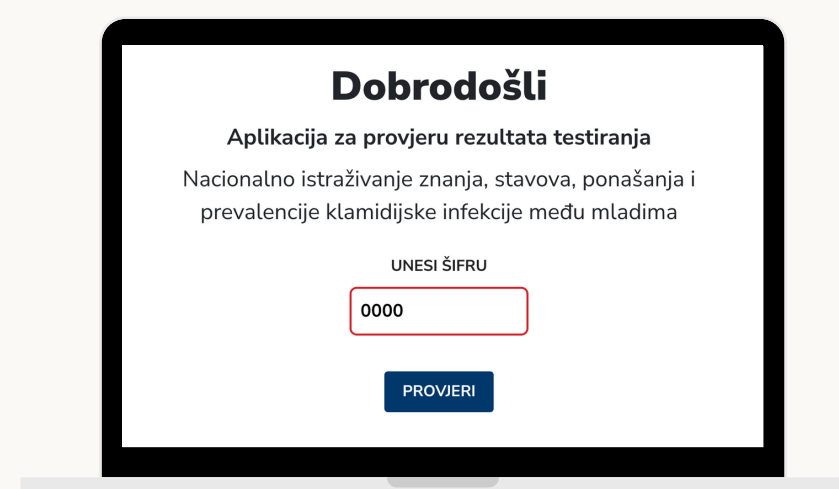 Dobrodošli
Aplikacija za provjeru rezultata testiranja
Nacionalno istraživanje znanja, stavova, ponašanja i
prevalencije klamidijske infekcije među mladima
UNESI ŠIFRU
0000
PROVJERI